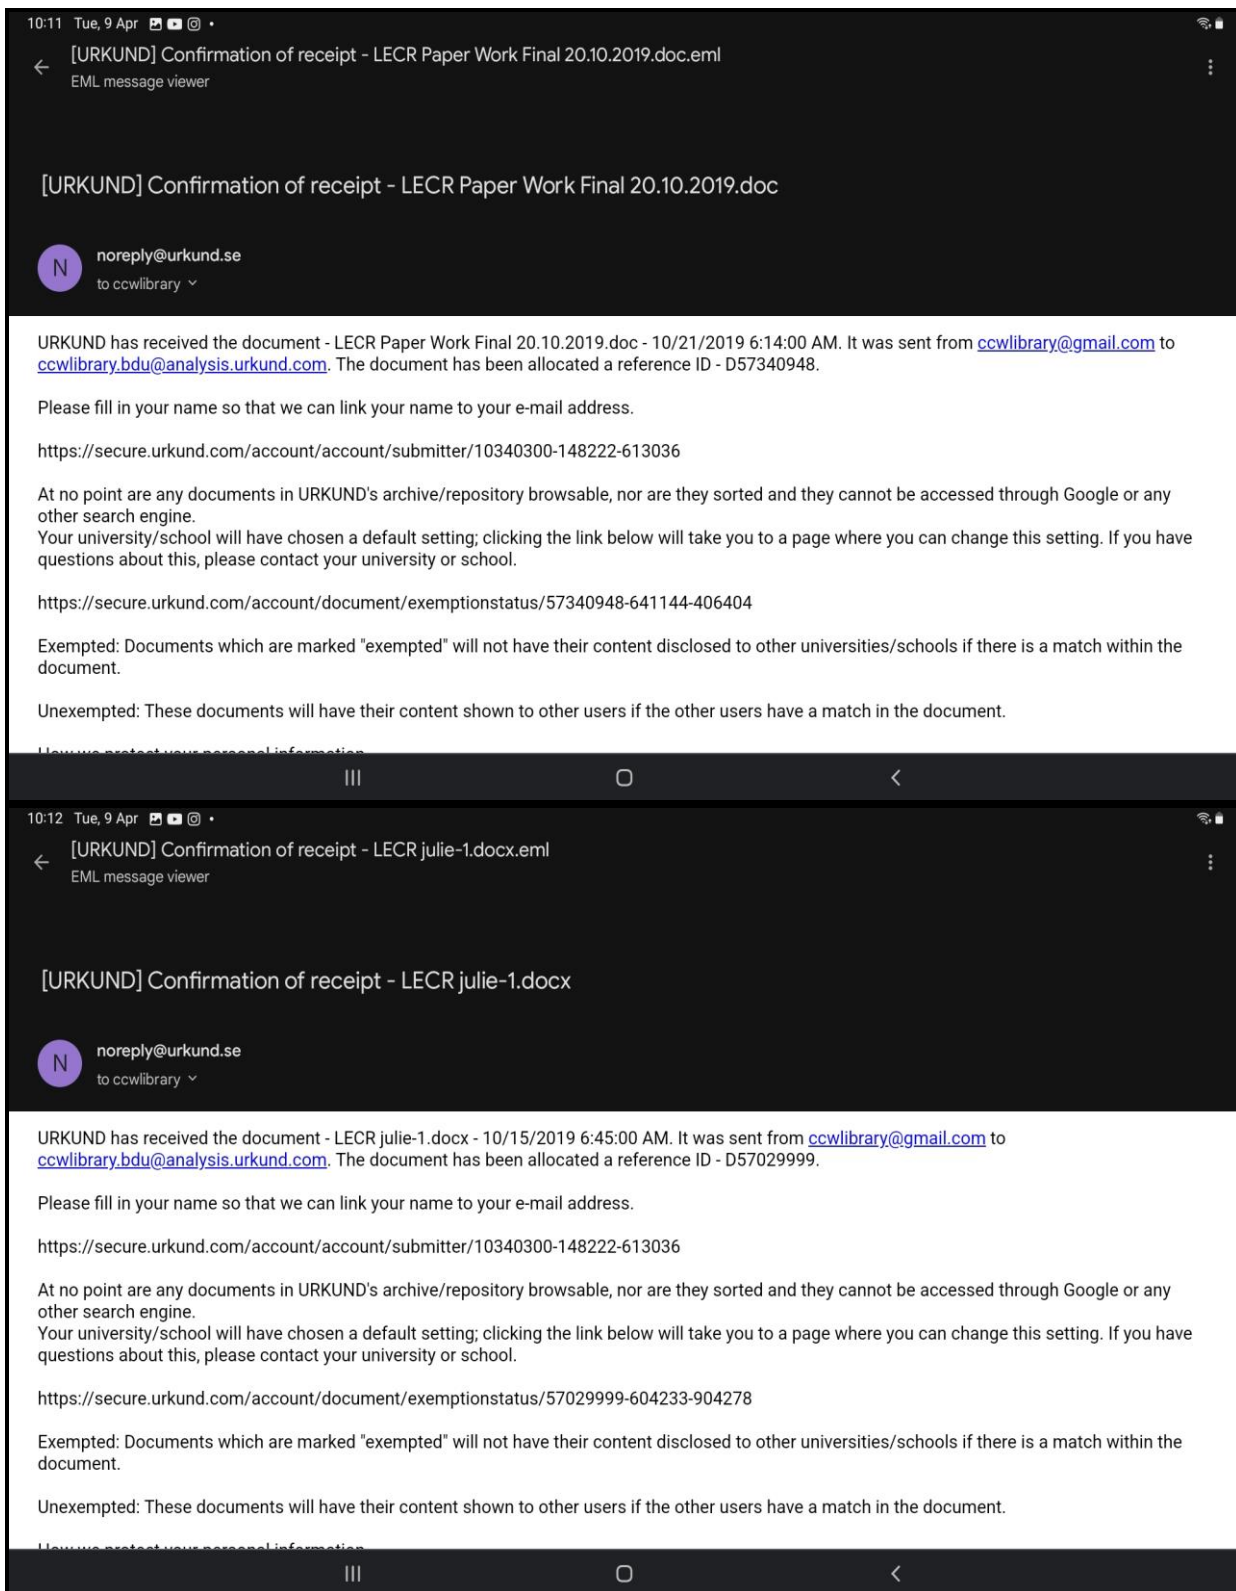 10:11 Tue, 9 Apr
[URKUND] Confirmation of receipt - LECR Paper Work Final 20.10.2019.doc.eml
EML message viewer
[URKUND] Confirmation of receipt - LECR Paper Work Final 20.10.2019.doc
N
noreply@urkund.se
to ccwlibrary
URKUND has received the document - LECR Paper Work Final 20.10.2019.doc - 10/21/2019 6:14:00 AM. It was sent from ccwlibrary@gmail.com to
ccwlibrary.bdu@analysis.urkund.com. The document has been allocated a reference ID - D57340948.
Please fill in your name so that we can link your name to your e-mail address.
https://secure.urkund.com/account/account/submitter/10340300-148222-613036
At no point are any documents in URKUND's archive/repository browsable, nor are they sorted and they cannot be accessed through Google or any
other search engine.
Your university/school will have chosen a default setting; clicking the link below will take you to a page where you can change this setting. If you have
questions about this, please contact your university or school.
https://secure.urkund.com/account/document/exemptionstatus/57340948-641144-406404
Exempted: Documents which are marked "exempted" will not have their content disclosed to other universities/schools if there is a match within the
document.
Unexempted: These documents will have their content shown to other users if the other users have a match in the document.
How we protect your personal information
10:12 Tue, 9 Apr
[URKUND] Confirmation of receipt - LECR julie-1.docx.eml
EML message viewer
[URKUND] Confirmation of receipt - LECR julie-1.docx
N
noreply@urkund.se
to ccwlibrary
URKUND has received the document - LECR julie-1.docx - 10/15/2019 6:45:00 AM. It was sent from ccwlibrary@gmail.com to
ccwlibrary.bdu@analysis.urkund.com. The document has been allocated a reference ID - D57029999.
Please fill in your name so that we can link your name to your e-mail address.
https://secure.urkund.com/account/account/submitter/10340300-148222-613036
At no point are any documents in URKUND's archive/repository browsable, nor are they sorted and they cannot be accessed through Google or any
other search engine.
Your university/school will have chosen a default setting; clicking the link below will take you to a page where you can change this setting. If you have
questions about this, please contact your university or school.
https://secure.urkund.com/account/document/exemptionstatus/57029999-604233-904278
Exempted: Documents which are marked "exempted" will not have their content disclosed to other universities/schools if there is a match within the
document.
Unexempted: These documents will have their content shown to other users if the other users have a match in the document.
How we protect your personal information